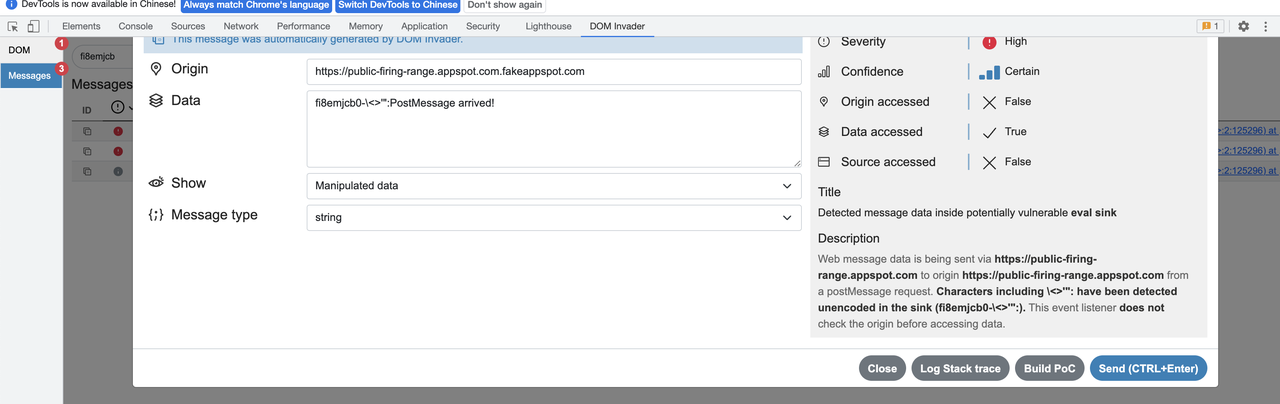 DevTools is now available in Chinese! Always match Chrome's language Switch DevTools to Chinese Don't show again
Elements Console Sources Network Performance Memory Application Security Lighthouse DOM Invader 1
DOM 1
fi8emjcb
Messages 3
Messages
ID
This message was automatically generated by DOM Invader.
Origin https://public-firing-range.appspot.com.fakeappspot.com
Data fi8emjcb0-\<>'":PostMessage arrived!
Show Manipulated data
Message type string
Severity High
Confidence Certain
Origin accessed False
Data accessed True
Source accessed False
Title
Detected message data inside potentially vulnerable eval sink
Description
Web message data is being sent via https://public-firing-
range.appspot.com to origin https://public-firing-range.appspot.com from
a postMessage request. Characters including \<>'": have been detected
unencoded in the sink (fi8emjcb0-\<>'":). This event listener does not
check the origin before accessing data.
>:2:125296) at
>:2:125296) at
>:2:125296) at
Close Log Stack trace Build PoC Send (CTRL+Enter)